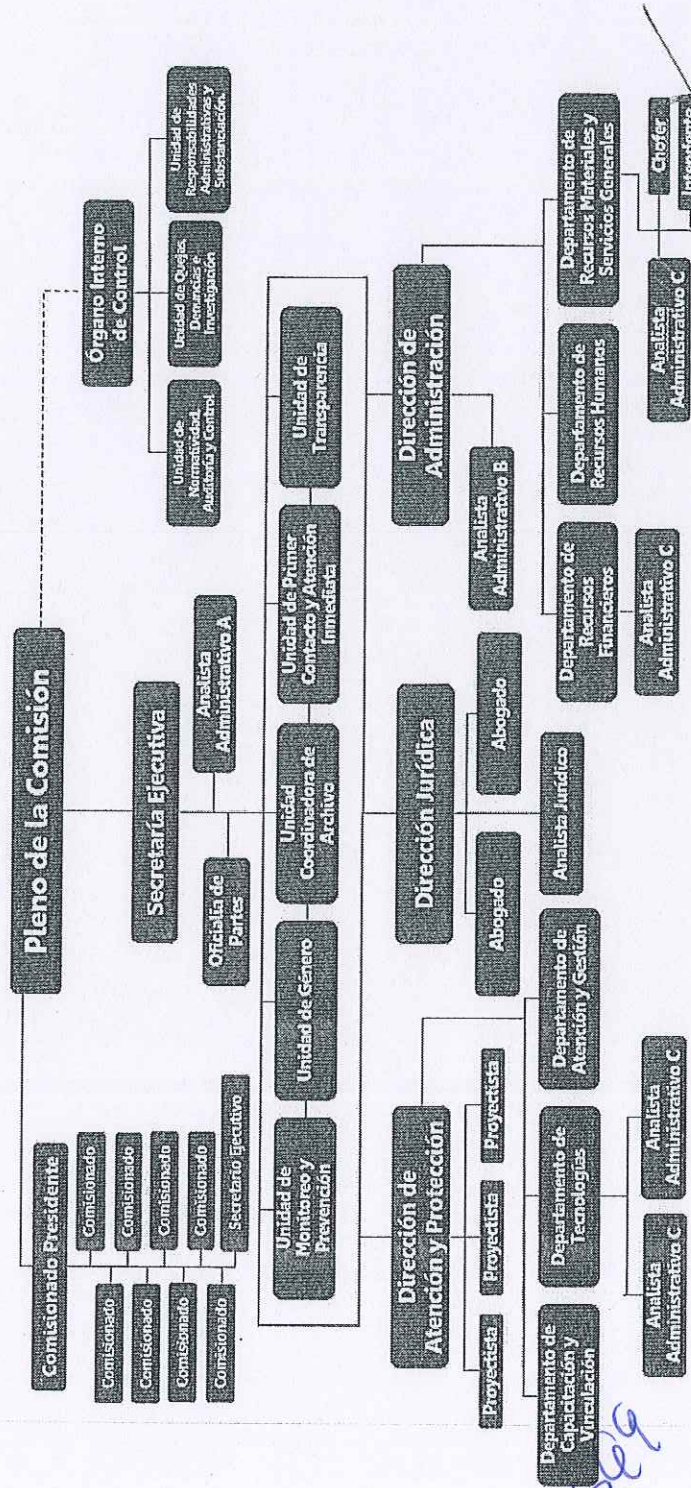 Pleno de la Comisión
Comisionado Presidente
Comisionado
Comisionado
Comisionado
Comisionado
Comisionado
Comisionado
Comisionado
Comisionado
Secretario Ejecutivo
Secretaría Ejecutiva
Oficialía de
Partes
Analista
Administrativo A
Órgano Interno
de Control
Unidad de
Normatividad,
Auditoría y Control
Unidad de Quejas,
Denuncias e
Investigación
Unidad de
Responsabilidades
Administrativas y
Substanciación.
Unidad de
Monitoreo y
Prevención
Unidad de Género
Unidad
Coordinadora de
Archivo
Unidad de Primer
Contacto y Atención
Inmediata
Unidad de
Transparencia
Dirección de
Atención y Protección
Proyectista
Proyectista
Proyectista
Departamento de
Capacitación y
Vinculación
Departamento de
Tecnologías
Departamento de
Atención y Gestión
Analista
Administrativo C
Analista
Administrativo C
Dirección Jurídica
Abogado
Abogado
Analista Jurídico
Dirección de
Administración
Analista
Administrativo B
Departamento de
Recursos
Financieros
Departamento de
Recursos Humanos
Departamento de
Recursos Materiales y
Servicios Generales
Analista
Administrativo C
Analista
Administrativo C
Chofer